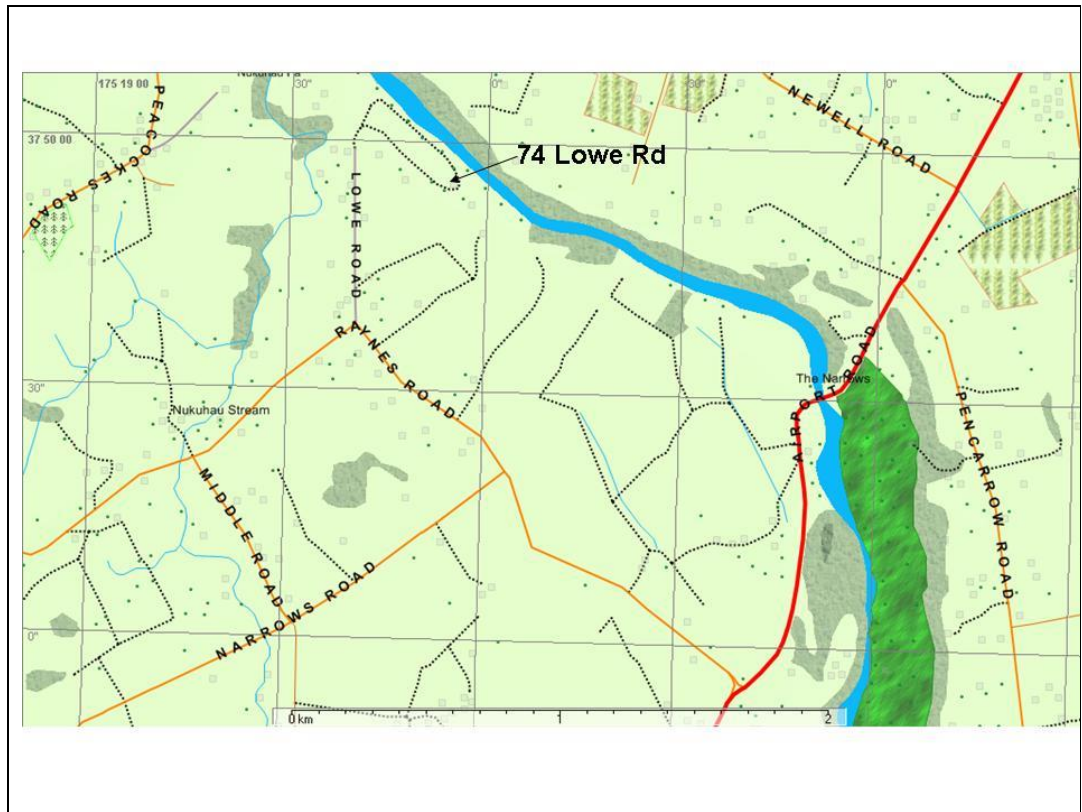 Nukuhau Pa
175 19 00
30"
0"
30"
0"
PEACOCKES ROAD
37 50 00
NEWELL ROAD
74 Lowe Rd
LOWE ROAD
RAYNES ROAD
AIRPORT ROAD
The Narrows
30"
Nukuhau Stream
PENCARROW ROAD
MIDDLE ROAD
NARROWS ROAD
0"
0 km
1
2